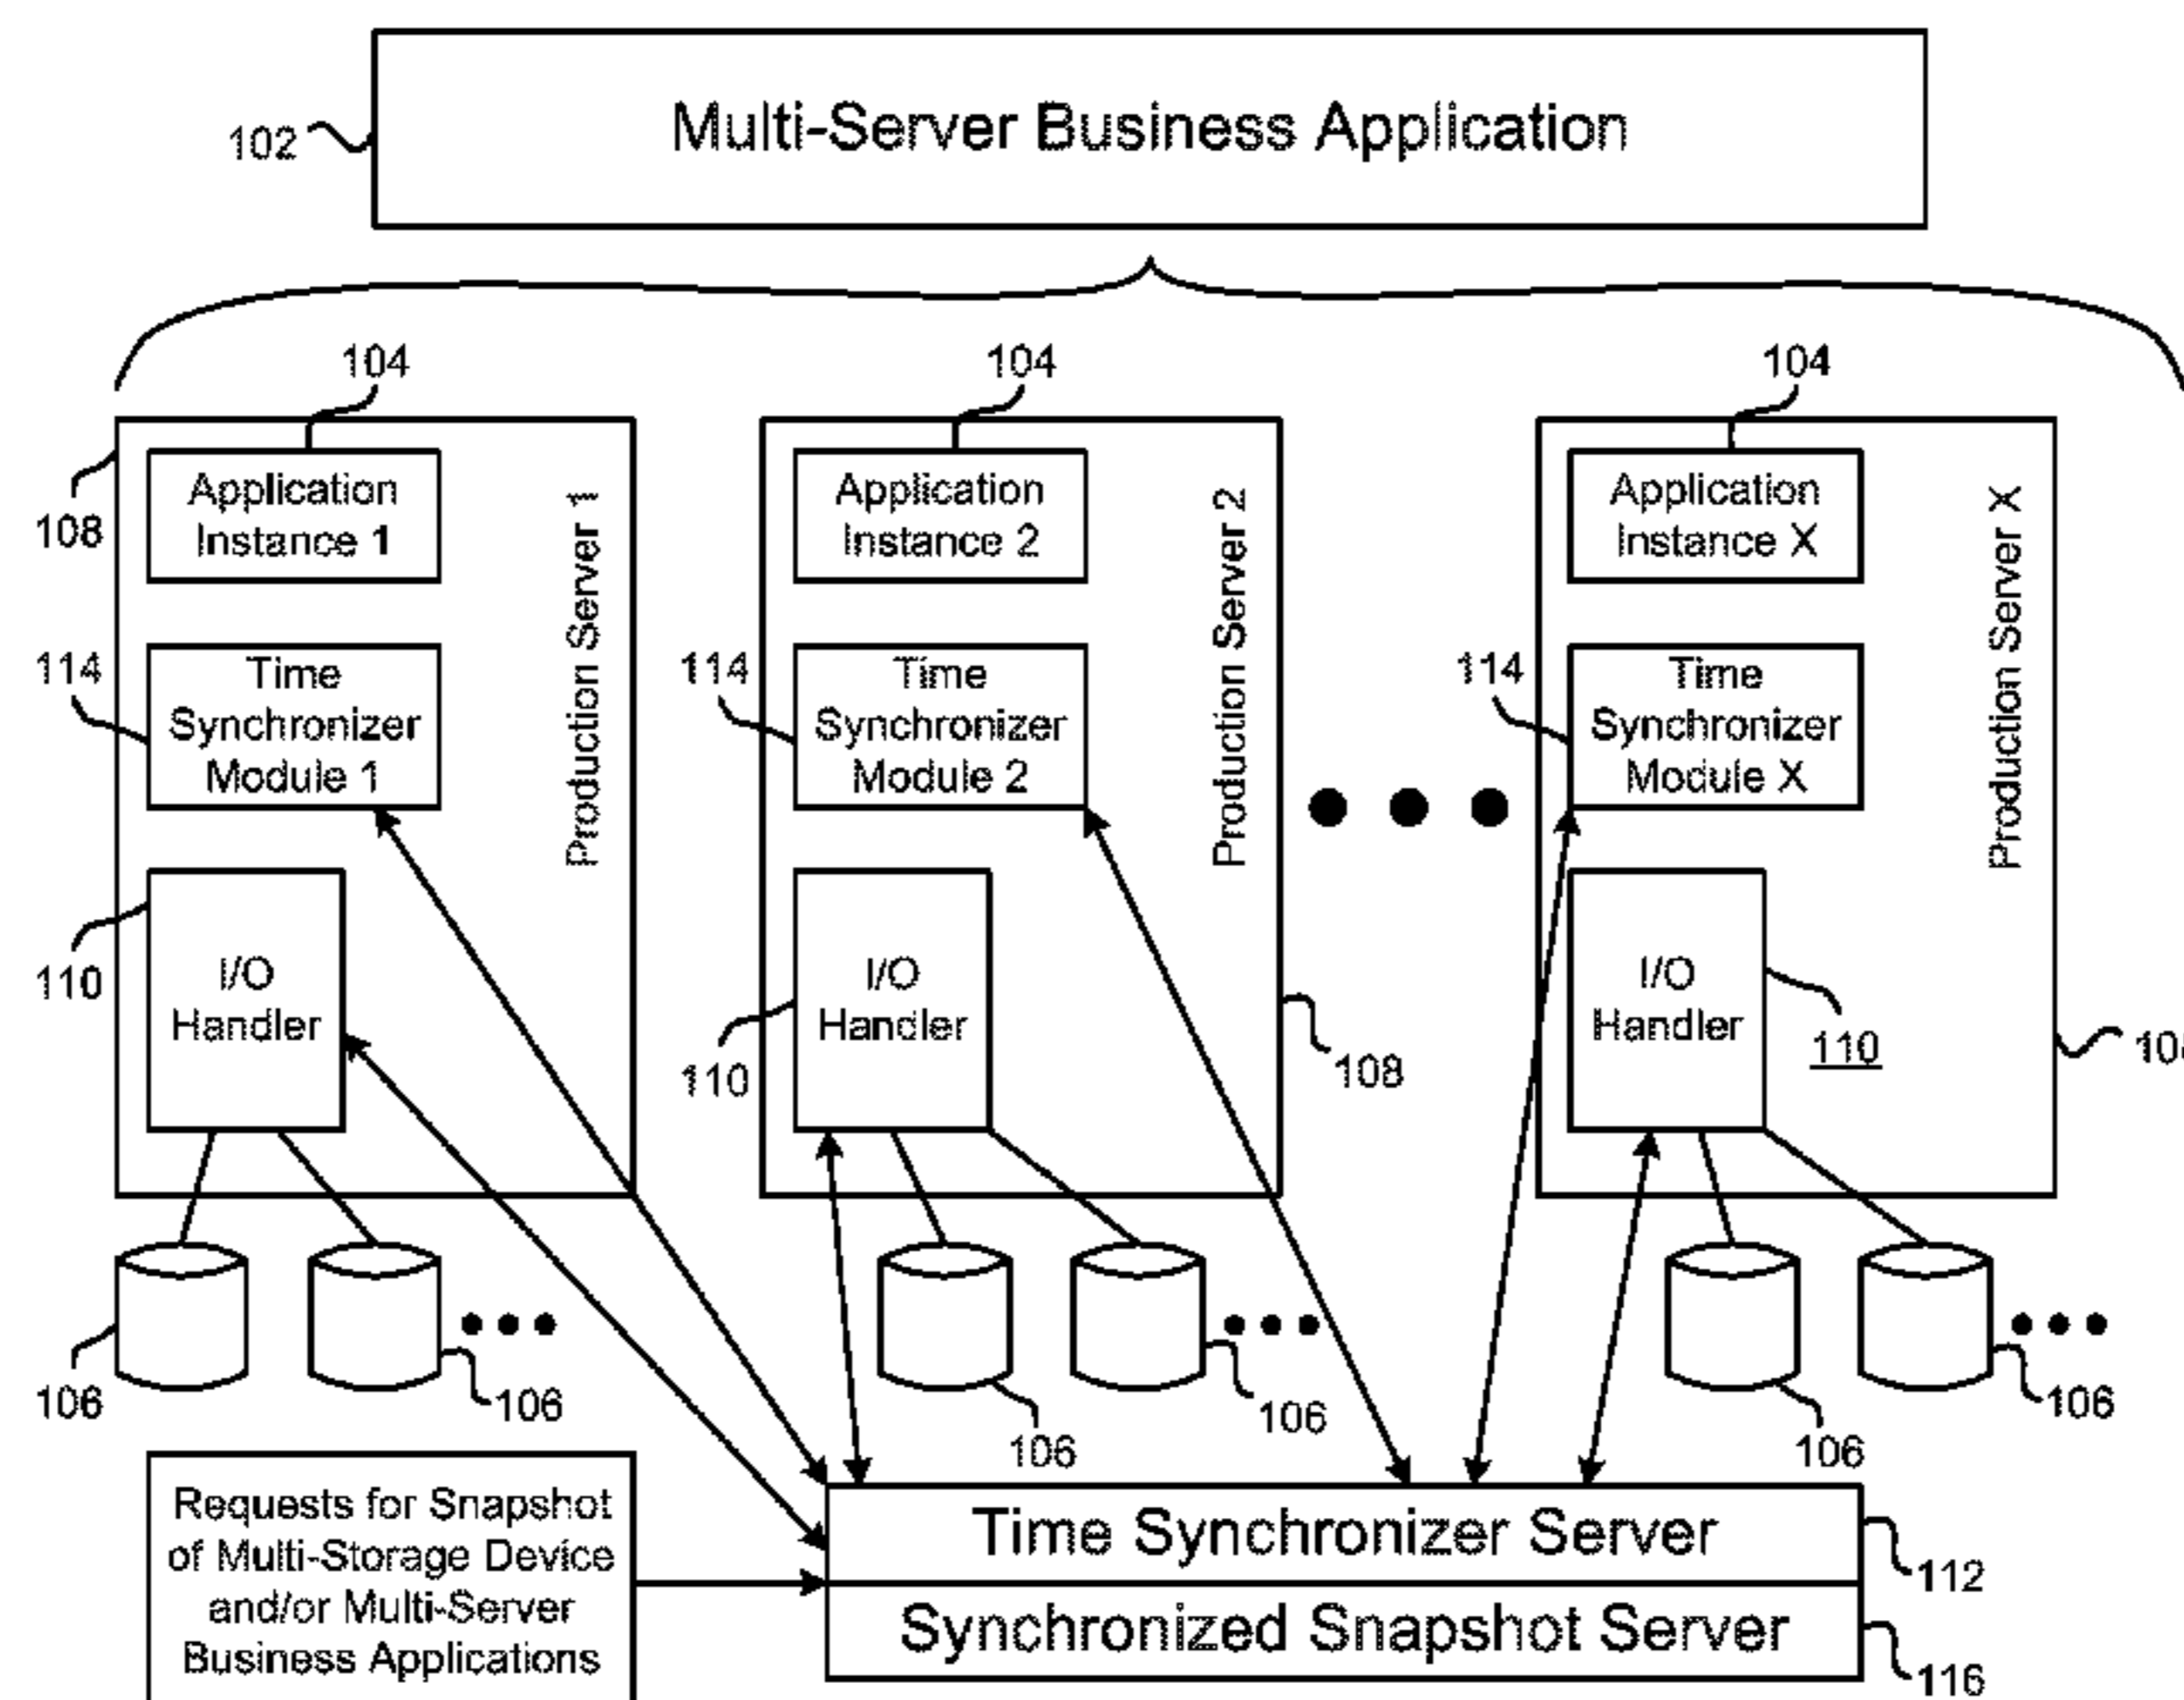 Multi-Server Business Application
102
104
104
104
108
Application
Instance 1
Production Server 1
Application
Instance 2
Production Server 2
Application
Instance X
Production Server X
114
Time
Synchronizer
Module 1
114
Time
Synchronizer
Module 2
114
Time
Synchronizer
Module X
110
I/O
Handler
110
I/O
Handler
108
I/O
Handler
110
106
106
106
106
106
106
Requests for Snapshot
of Multi-Storage Device
and/or Multi-Server
Business Applications
Time Synchronizer Server
112
Synchronized Snapshot Server
116